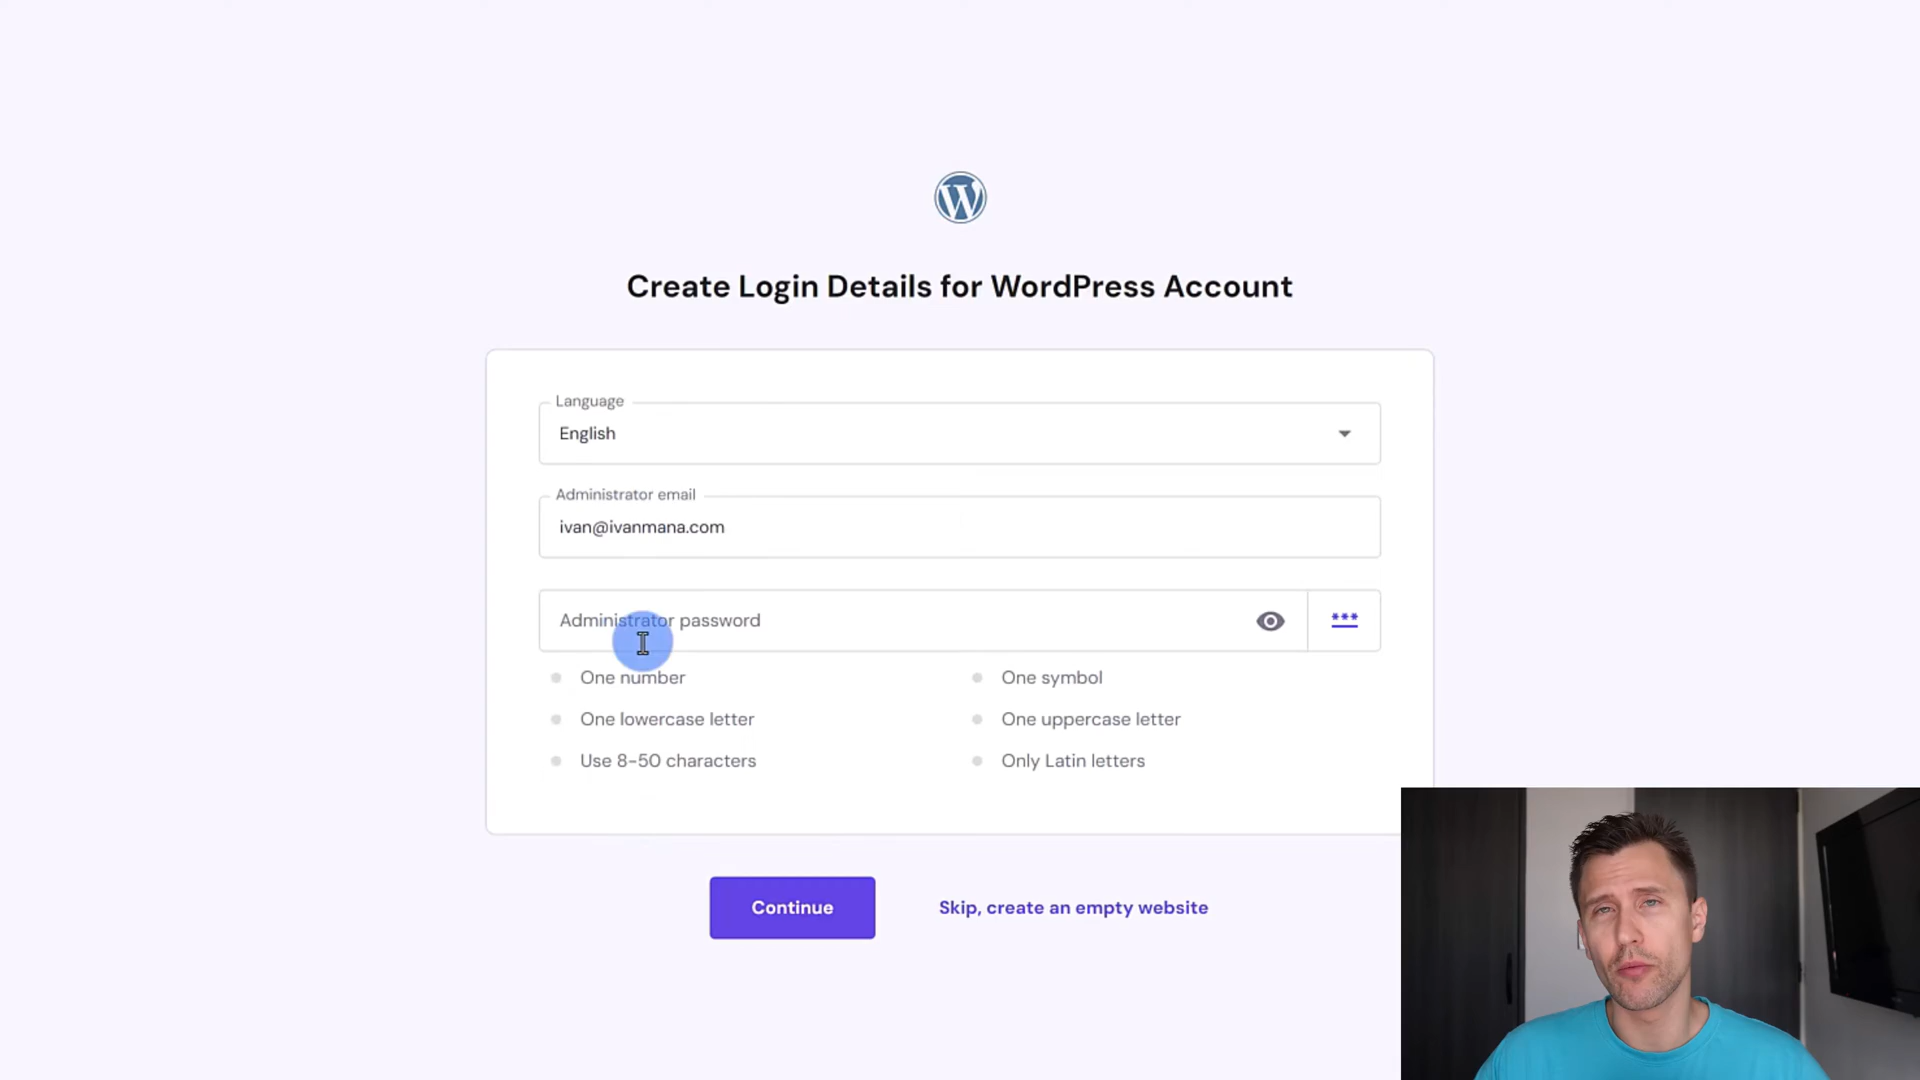 Create Login Details for WordPress Account
Language
English
Administrator email
ivan@ivanmana.com
Administrator password
***
One number
One symbol
One lowercase letter
One uppercase letter
Use 8-50 characters
Only Latin letters
Continue
Skip, create an empty website